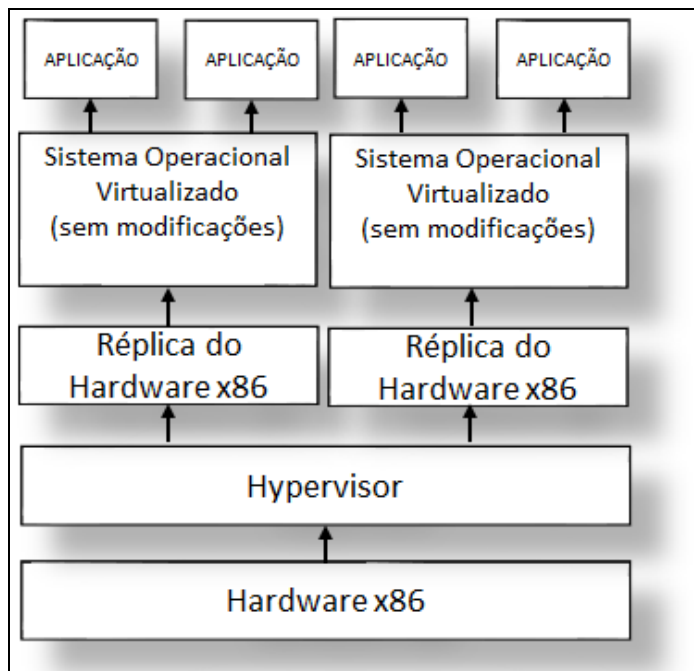 APLICAÇÃO
APLICAÇÃO
APLICAÇÃO
APLICAÇÃO
Sistema Operacional
Virtualizado
(sem modificações)
Sistema Operacional
Virtualizado
(sem modificações)
Réplica do
Hardware x86
Réplica do
Hardware x86
Hypervisor
Hardware x86